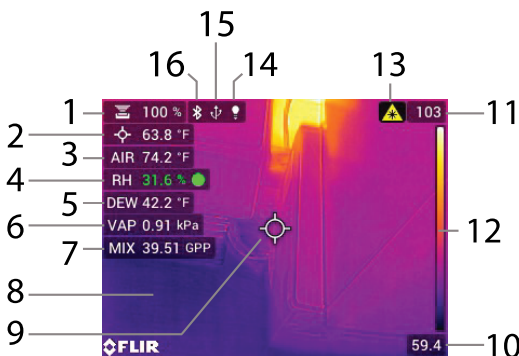 15
16 14 13
1 100 % 103 11
2 63.8 °F
3 AIR 74.2 °F
4 RH 31.6 %
5 DEW 42.2 °F
6 VAP 0.91 kPa
7 MIX 39.51 GPP
12
8
9
FLIR 59.4 10